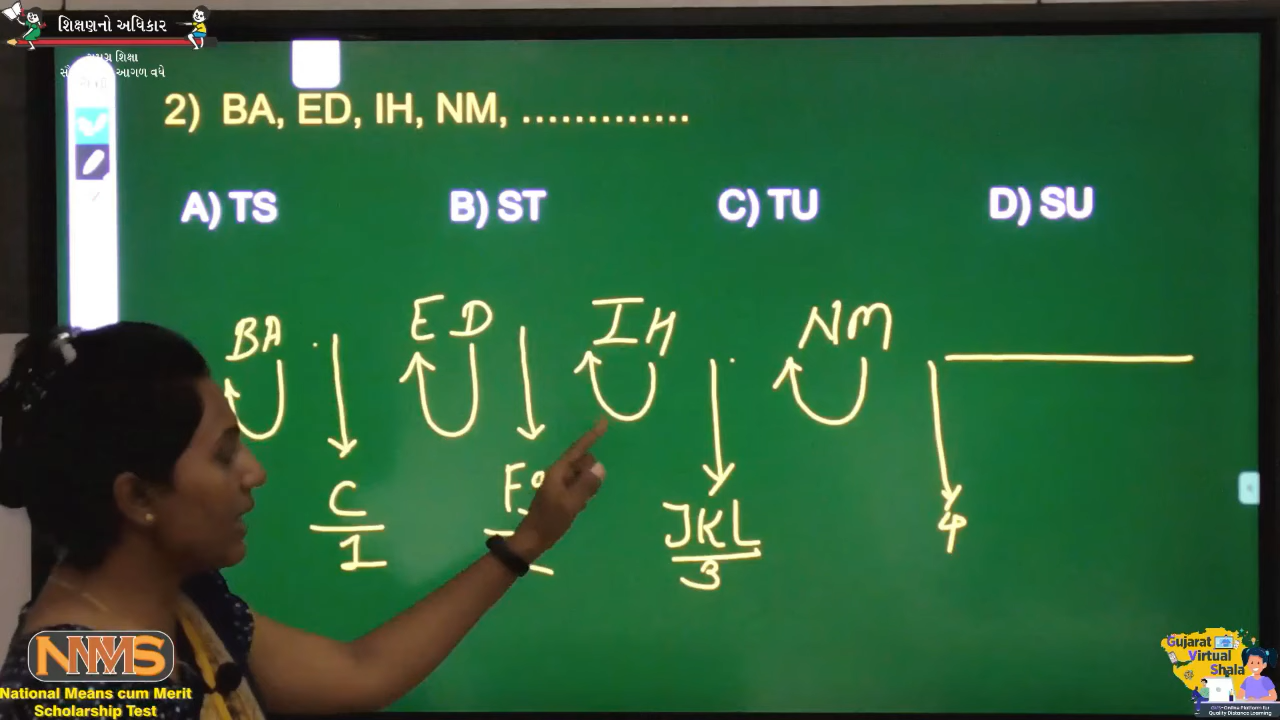 શિક્ષણનો અધિકાર
સમગ્ર શિક્ષા
આગળ વધે
2) BA, ED, IH, NM, .............
A) TS B) ST C) TU D) SU
BA ED IH NM
C JKL
1 3 4
NMMS
National Means cum Merit
Scholarship Test
Gujarat
Virtual
Shala